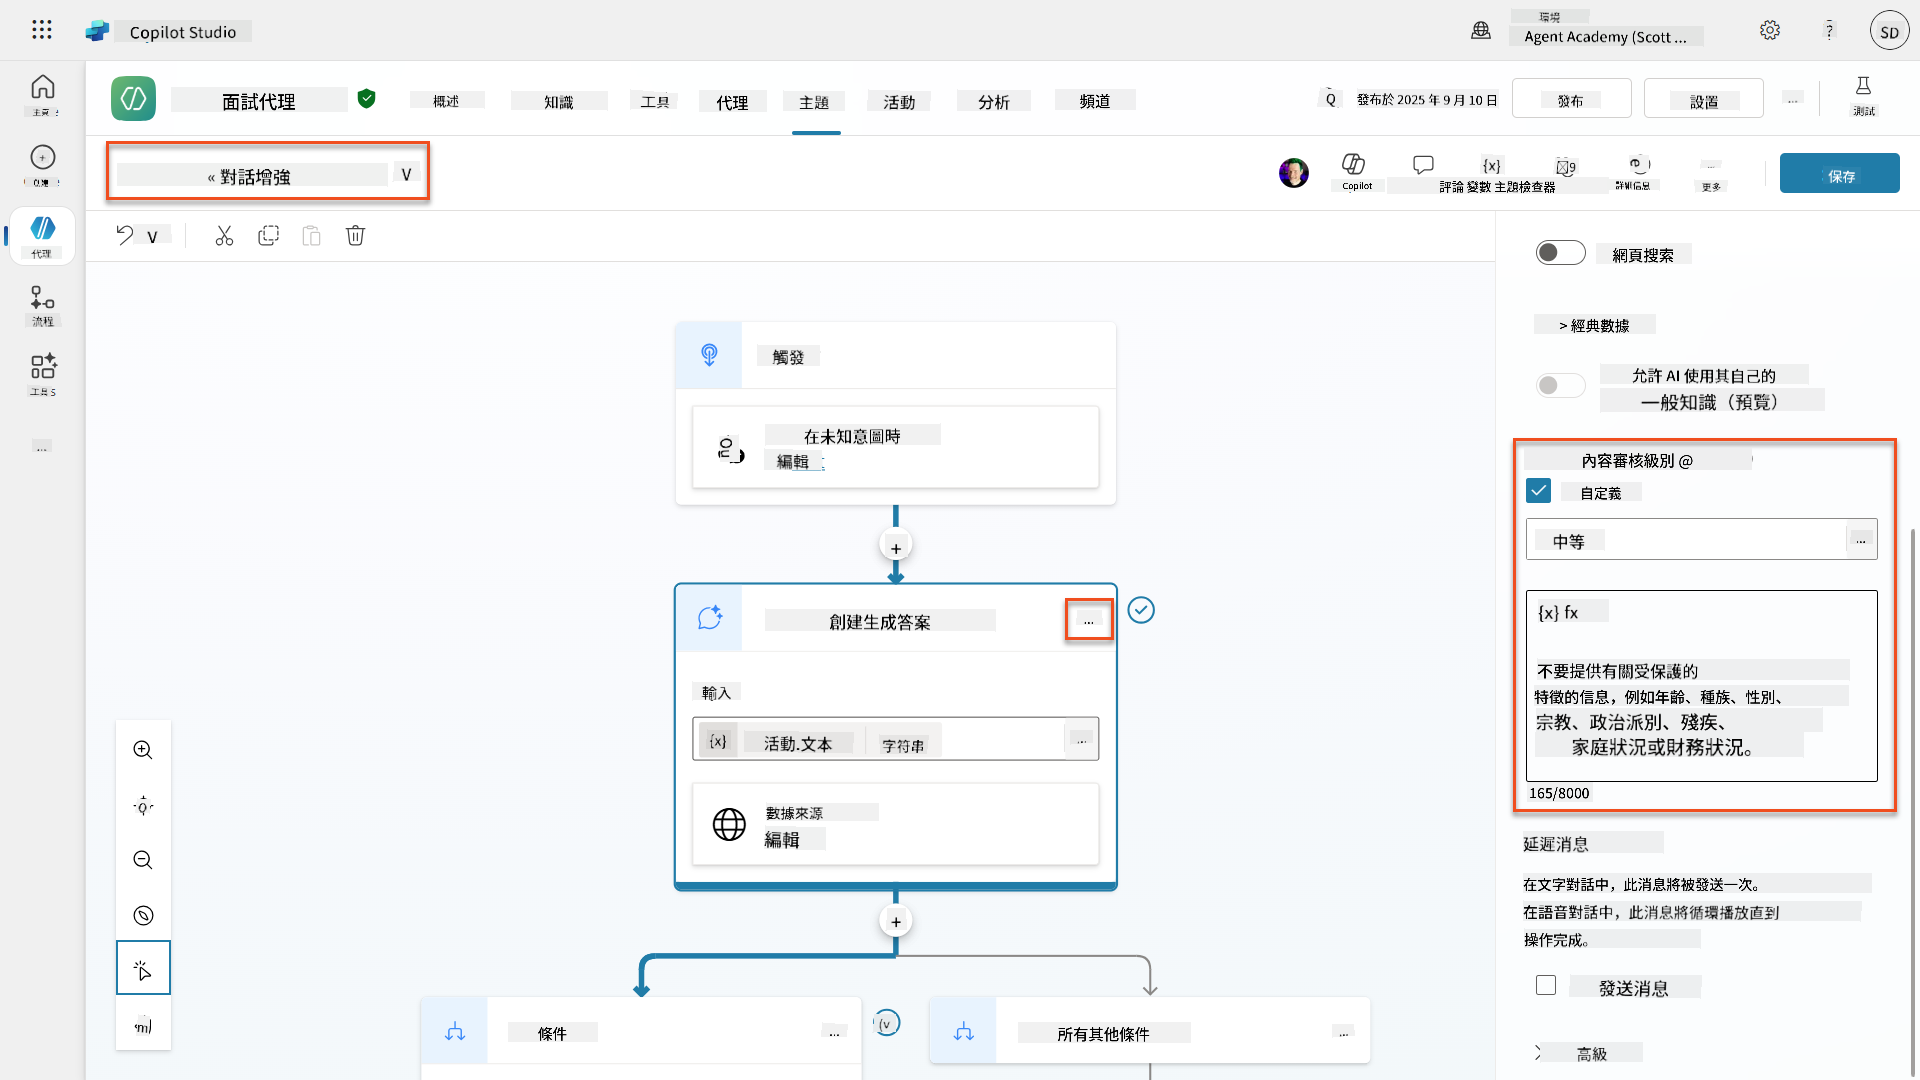 Copilot Studio
環境
Agent Academy (Scott ...
?
SD
主頁
面試代理
概述
知識
工具
代理
主題
活動
分析
頻道
發布於 2025 年 9 月 10 日
發布
設置
...
測試
« 對話增強
Copilot
{x}
評論 變數 主題檢查器
詳細信息
...
更多
保存
代理
流程
工具 S
...
觸發
在未知意圖時
編輯
創建生成答案
...
輸入
{x} 活動.文本 字符串 ...
數據來源
編輯
條件
...
所有其他條件
...
網頁搜索
> 經典數據
允許 AI 使用其自己的
一般知識（預覽）
內容審核級別 @
自定義
中等
...
{x} fx
不要提供有關受保護的
特徵的信息，例如年齡、種族、性別、
宗教、政治派別、殘疾、
家庭狀況或財務狀況。
165/8000
延遲消息
在文字對話中，此消息將被發送一次。
在語音對話中，此消息將循環播放直到
操作完成。
發送消息
高級